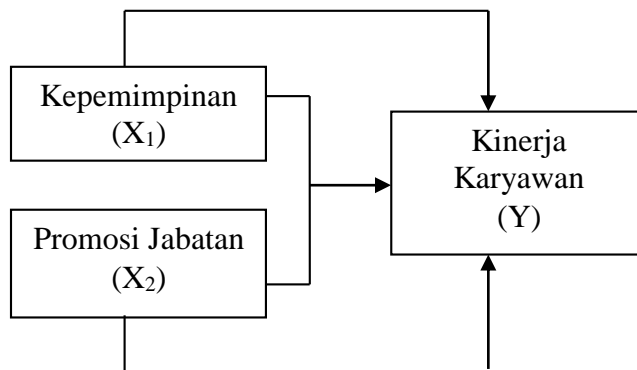 Kepemimpinan
(X₁)
Kinerja
Karyawan
(Y)
Promosi Jabatan
(X₂)